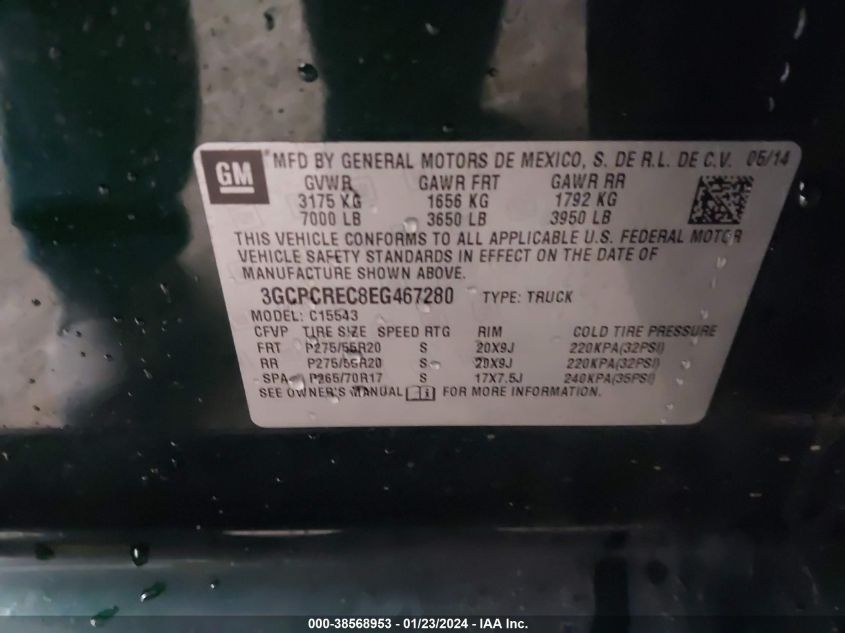 GM
MFD BY GENERAL MOTORS DE MEXICO, S. DE R.L. DE C.V. 05/14
GVWR GAWR FRT GAWR RR
3175 KG 1656 KG 1792 KG
7000 LB 3650 LB 3950 LB
THIS VEHICLE CONFORMS TO ALL APPLICABLE U.S. FEDERAL MOTOR
VEHICLE SAFETY STANDARDS IN EFFECT ON THE DATE OF
MANUFACTURE SHOWN ABOVE.
3GCPCREC8EG467280 TYPE: TRUCK
MODEL: C15543
CFVP TIRE SIZE SPEED RTG RIM COLD TIRE PRESSURE
FRT P275/55R20 S 20X9J 220KPA(32PSI)
RR P275/55R20 S 20X9J 220KPA(32PSI)
SPA P265/70R17 S 17X7.5J 240KPA(35PSI)
SEE OWNER'S MANUAL FOR MORE INFORMATION.
000-38568953 - 01/23/2024 - IAA Inc.